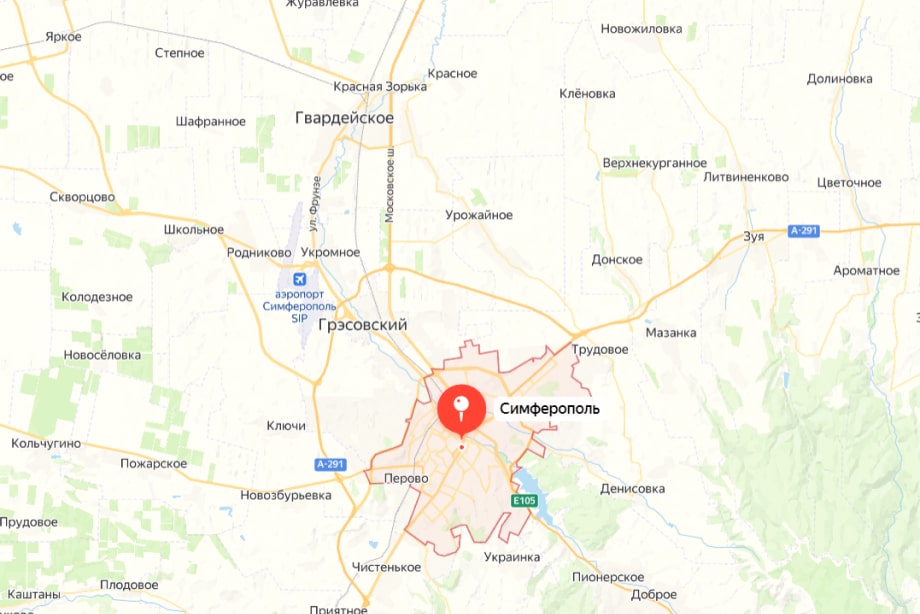 Журавлевка
Новожиловка
Яркое
Степное
Красное
Долиновка
ое
Красная Зорька
Клёновка
Гвардейское
Шафранное
Московское ш.
Верхнекурганное
Литвиненково
Цветочное
Скворцово
ул. Фрунзе
Урожайное
Школьное
Зуя
А-291
Родниково
Укромное
Донское
Ароматное
аэропорт
Симферополь
SIP
Колодезное
Грэсовский
Мазанка
Трудовое
Новосёловка
Симферополь
Ключи
Кольчугино
Пожарское
А-291
Перово
Новозбурьевка
Денисовка
E105
Прудовое
Украинка
Чистенькое
Пионерское
Плодовое
Каштаны
Доброе
Приятное